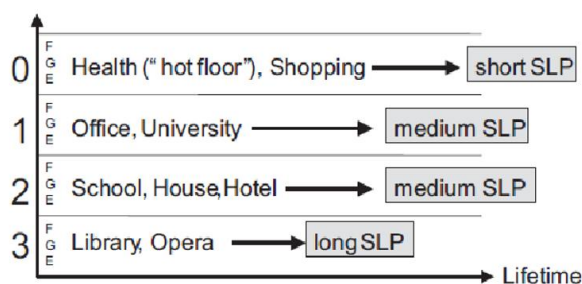 0 F G E Health (“hot floor”), Shopping short SLP
1 F G E Office, University medium SLP
2 F G E School, House,Hotel medium SLP
3 F G E Library, Opera long SLP
Lifetime